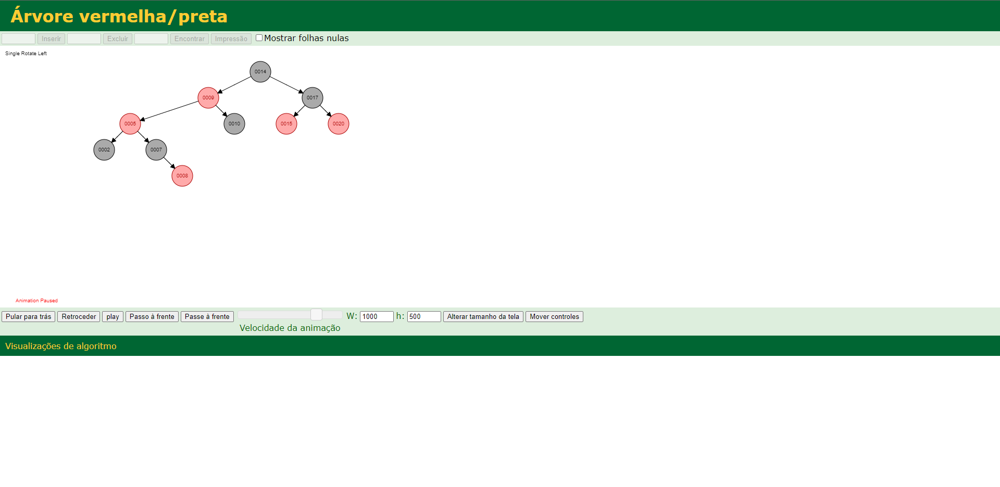 Árvore vermelha/preta
Inserir Excluir Encontrar Impressão Mostrar folhas nulas
Single Rotate Left
0014
0009 0017
0005 0010 0015 0020
0002 0007
0008
Animation Paused
Pular para trás Retroceder play Passo à frente Passe à frente W: 1000 h: 500 Alterar tamanho da tela Mover controles
Velocidade da animação
Visualizações de algoritmo